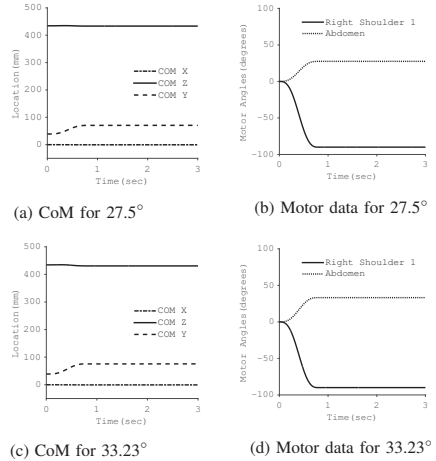 500
400
300
200
100
0
Location(mm)
COM X
COM Z
COM Y
0 1 2 3
Time(sec)
(a) CoM for 27.5°
100
50
0
−50
−100
Motor Angles(degrees)
Right Shoulder 1
Abdomen
0 1 2 3
Time(sec)
(b) Motor data for 27.5°
500
400
300
200
100
0
Location(mm)
COM X
COM Z
COM Y
0 1 2 3
Time(sec)
(c) CoM for 33.23°
100
50
0
−50
−100
Motor Angles(degrees)
Right Shoulder 1
Abdomen
0 1 2 3
Time(sec)
(d) Motor data for 33.23°